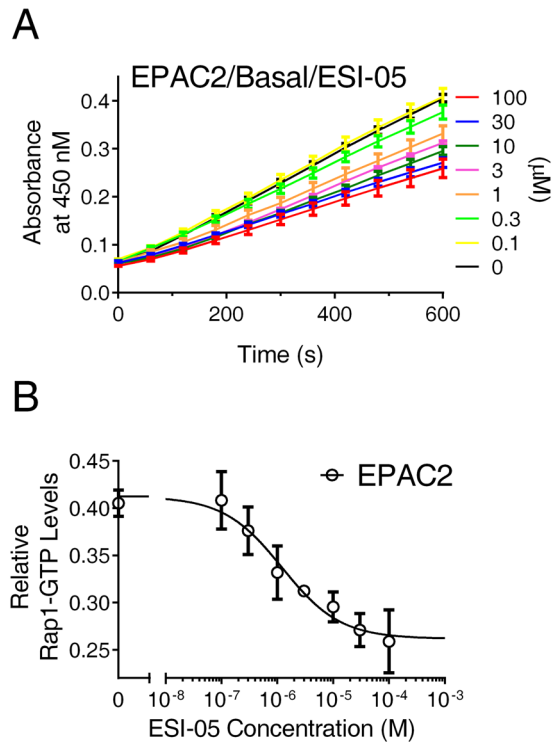 A
EPAC2/Basal/ESI-05
Absorbance
at 450 nM
0.4
0.3
0.2
0.1
0.0
0
200
400
600
Time (s)
100
30
10
3
1
0.3
0.1
0
(μM)
B
EPAC2
Relative
Rap1-GTP Levels
0.45
0.40
0.35
0.30
0.25
0
10⁻⁸
10⁻⁷
10⁻⁶
10⁻⁵
10⁻⁴
10⁻³
ESI-05 Concentration (M)